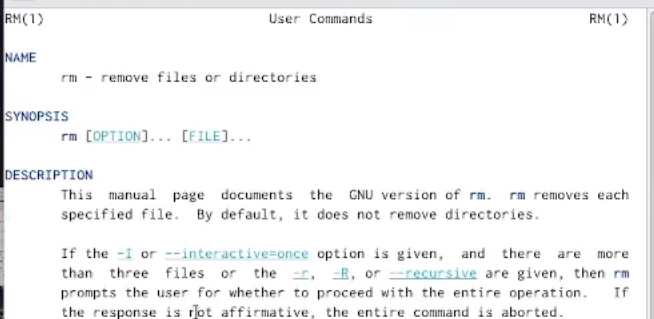 RM(1) User Commands RM(1)
NAME
rm - remove files or directories
SYNOPSIS
rm [OPTION]... [FILE]...
DESCRIPTION
This manual page documents the GNU version of rm. rm removes each
specified file. By default, it does not remove directories.
If the -I or --interactive=once option is given, and there are more
than three files or the -r, -R, or --recursive are given, then rm
prompts the user for whether to proceed with the entire operation. If
the response is not affirmative, the entire command is aborted.